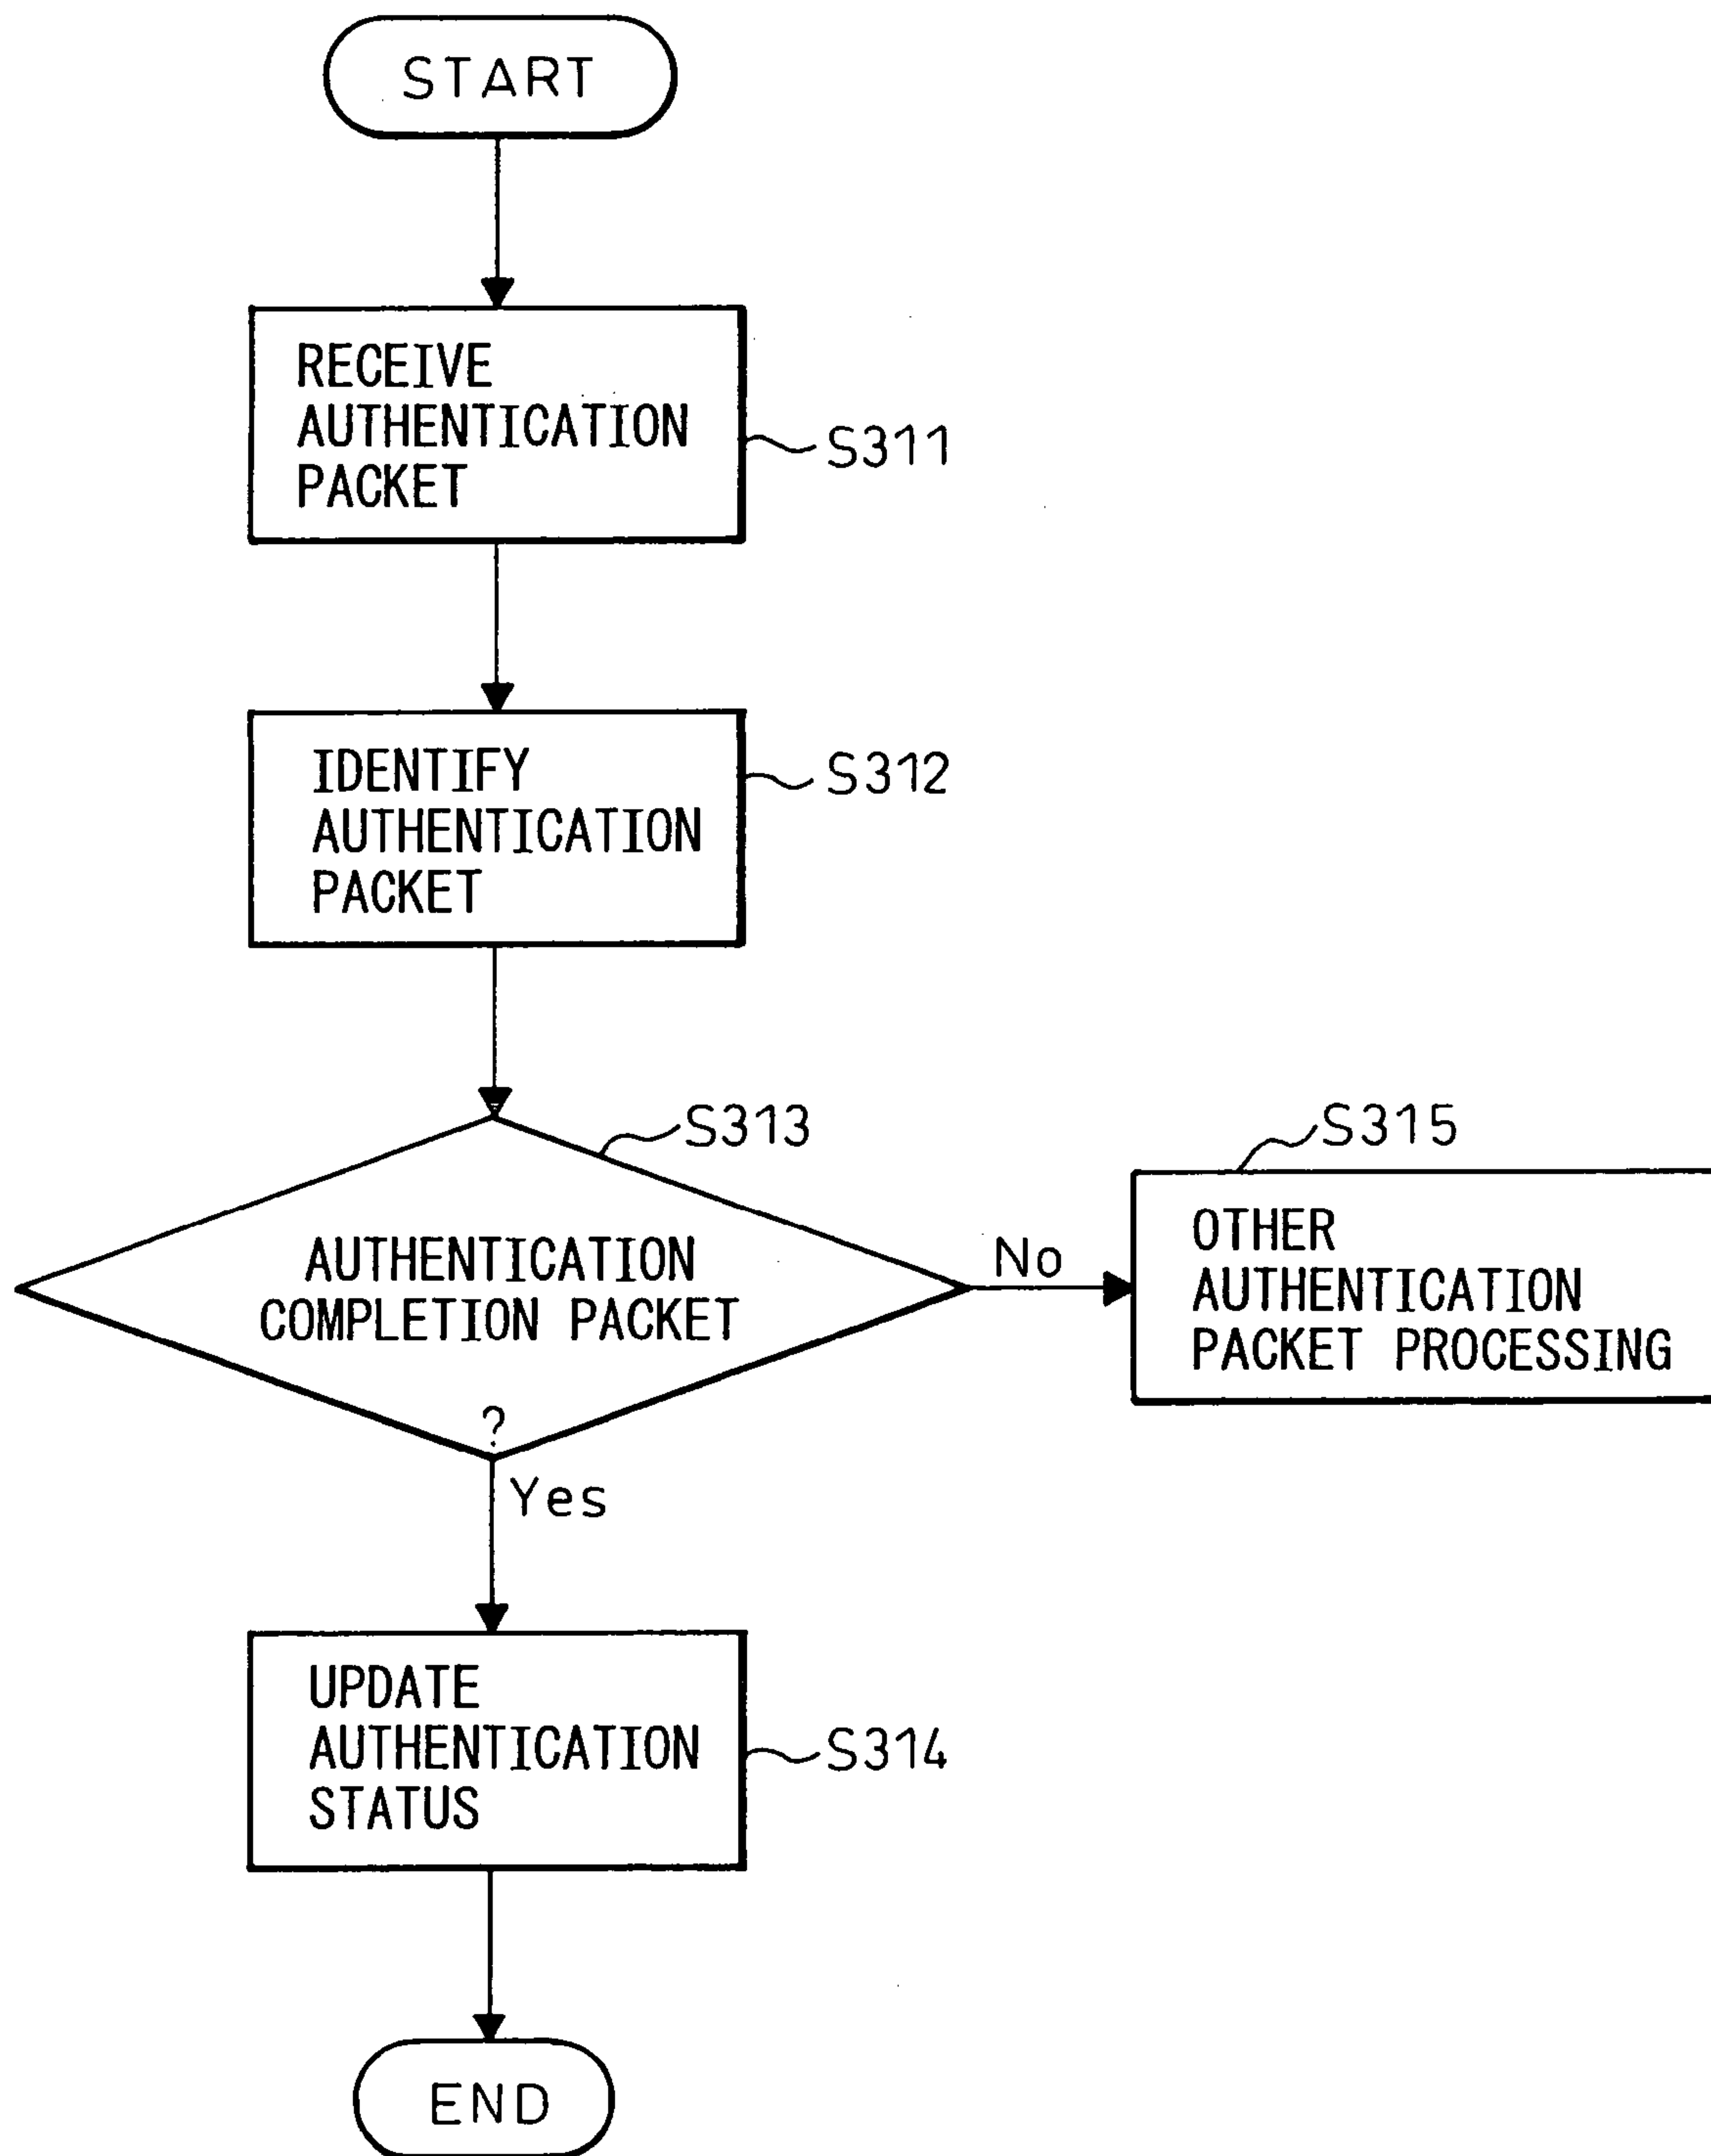 START
RECEIVE
AUTHENTICATION
PACKET
S311
IDENTIFY
AUTHENTICATION
PACKET
S312
S313
AUTHENTICATION
COMPLETION PACKET
?
No
Yes
S315
OTHER
AUTHENTICATION
PACKET PROCESSING
UPDATE
AUTHENTICATION
STATUS
S314
END